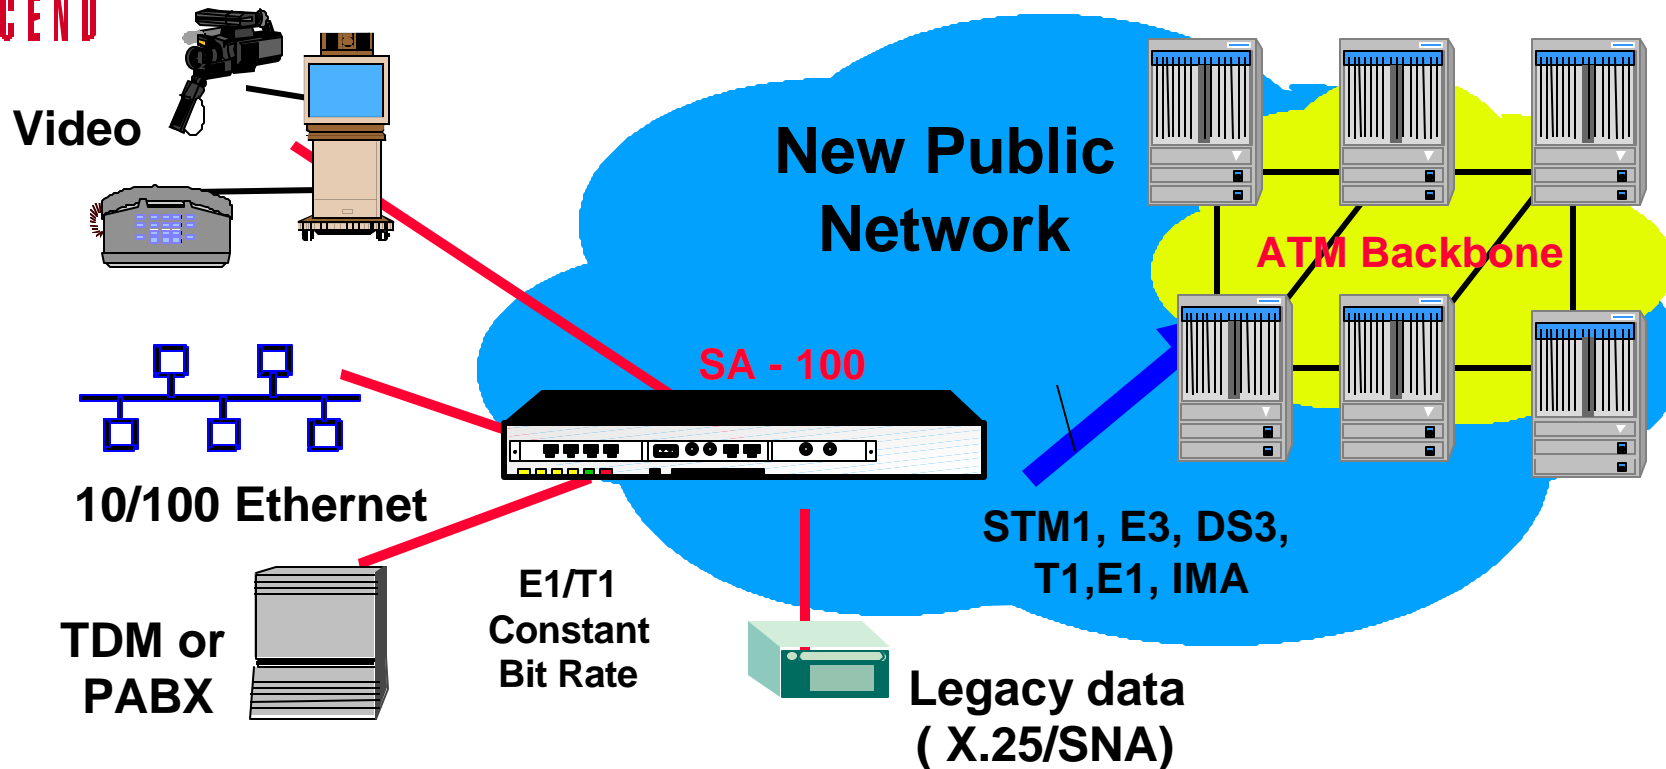 CEND
Video
New Public
Network
ATM Backbone
SA - 100
10/100 Ethernet
STM1, E3, DS3,
T1,E1, IMA
E1/T1
Constant
Bit Rate
TDM or
PABX
Legacy data
( X.25/SNA)